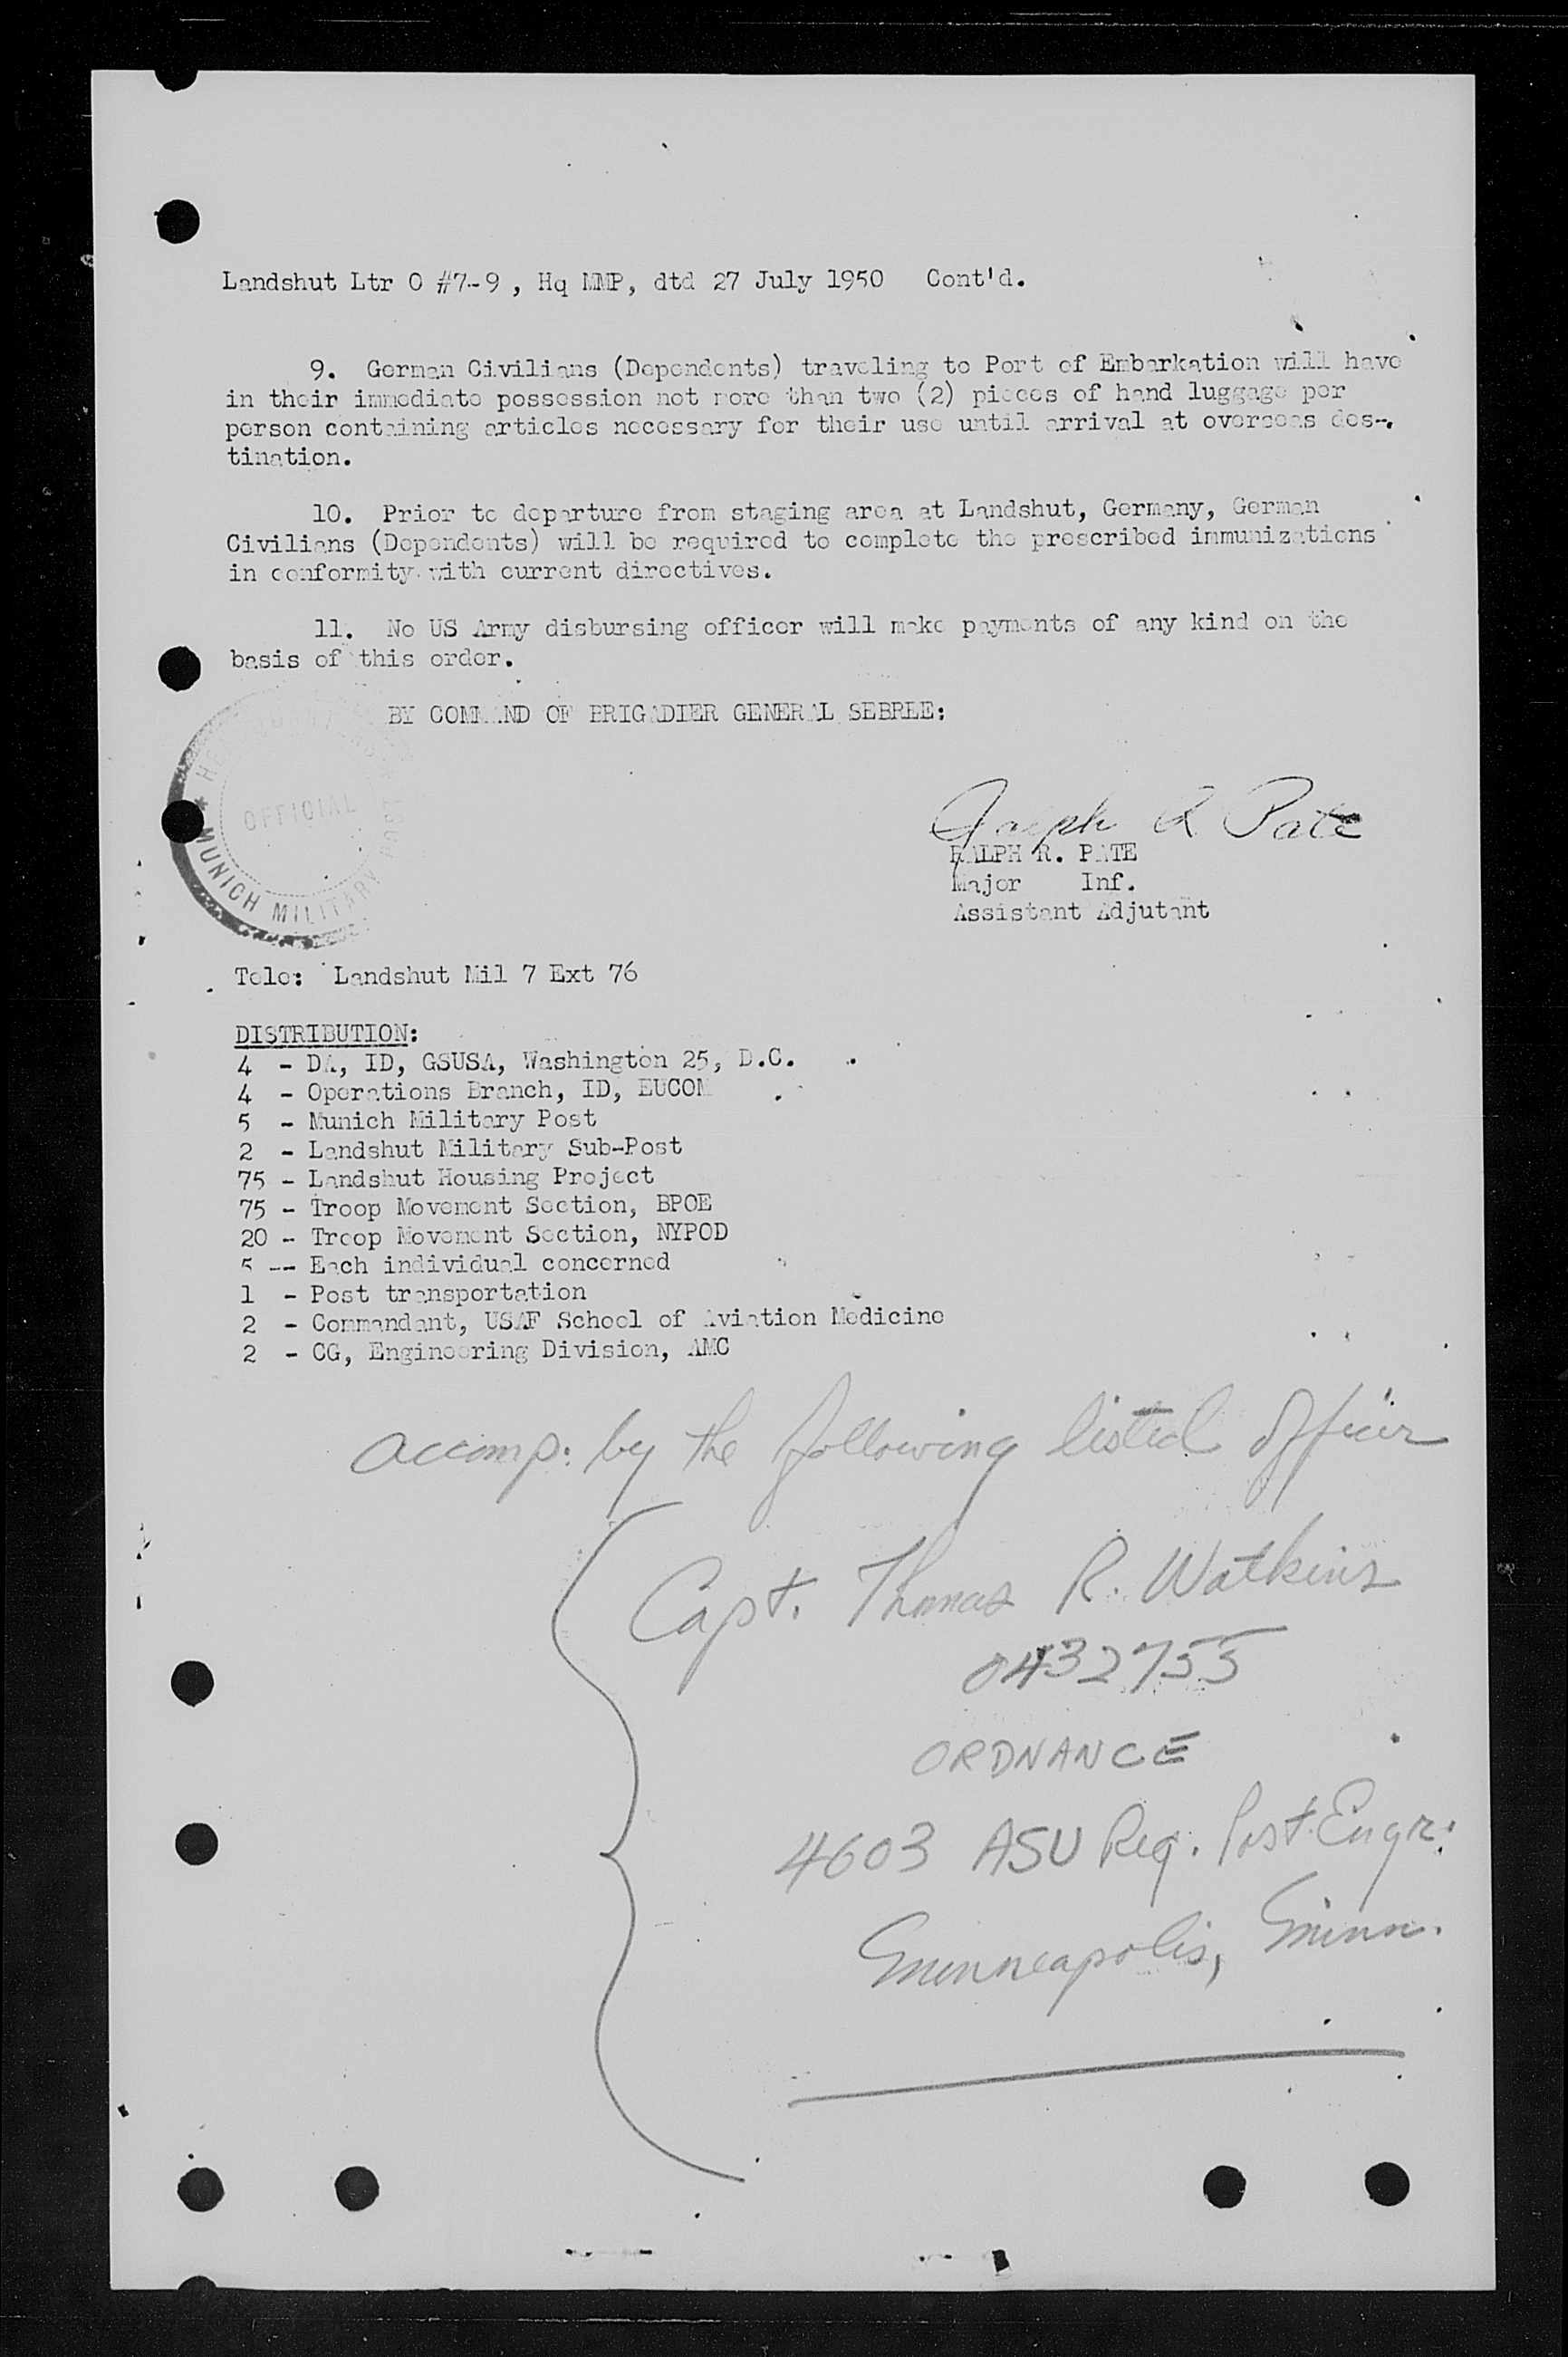 Landshut Ltr O #7-9 , Hq MMP, dtd 27 July 1950 Cont'd.
9. German Civilians (Dependents) traveling to Port of Embarkation will have
in their immediate possession not more than two (2) pieces of hand luggage per
person containing articles necessary for their use until arrival at overseas des-
tination.
10. Prior to departure from staging area at Landshut, Germany, German
Civilians (Dependents) will be required to complete the prescribed immunizations
in conformity with current directives.
11. No US Army disbursing officer will make payments of any kind on the
basis of this order.
BY COMMAND OF BRIGADIER GENERAL SEBREE:
OFFICIAL
* MUNICH MILITARY
Ralph R Pate
RALPH R. PATE
Major Inf.
Assistant Adjutant
Tele: Landshut Mil 7 Ext 76
DISTRIBUTION:
4 - DA, ID, GSUSA, Washington 25, D.C.
4 - Operations Branch, ID, EUCOM
5 - Munich Military Post
2 - Landshut Military Sub-Post
75 - Landshut Housing Project
75 - Troop Movement Section, BPOE
20 - Troop Movement Section, NYPOD
5 -- Each individual concerned
1 - Post transportation
2 - Commandant, USAF School of Aviation Medicine
2 - CG, Engineering Division, AMC
accomp. by the following listed officer
Capt. Thomas R. Watkins
0432755
ORDNANCE
4603 ASU Reg. Post Engr.
Minneapolis, Minn.